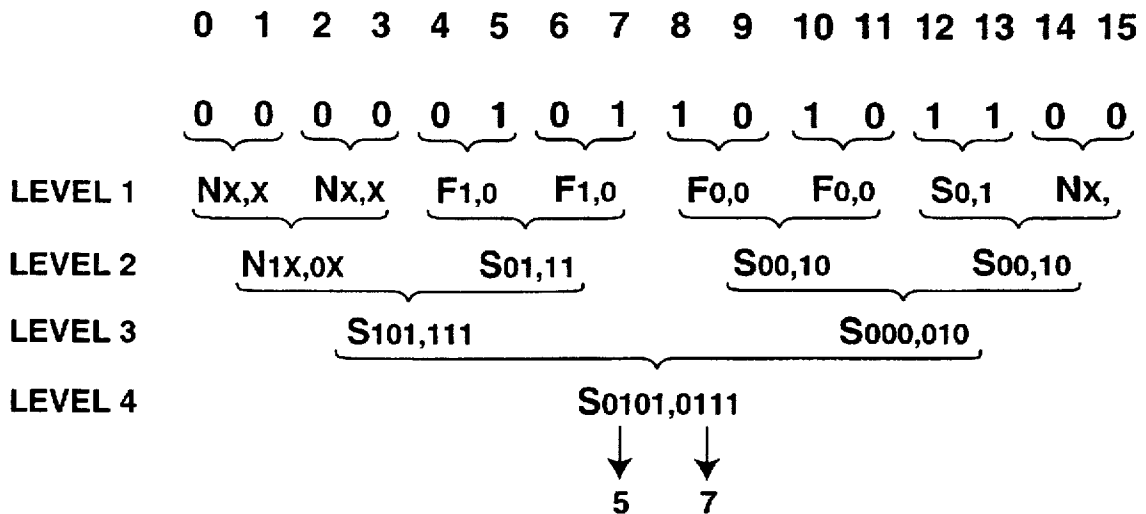 0 1 2 3 4 5 6 7 8 9 10 11 12 13 14 15
0 0 0 0 0 1 0 1 1 0 1 0 1 1 0 0
LEVEL 1 Nx,x Nx,x F1,0 F1,0 F0,0 F0,0 S0,1 Nx,
LEVEL 2 N1x,0x S01,11 S00,10 S00,10
LEVEL 3 S101,111 S000,010
LEVEL 4 S0101,0111
5 7